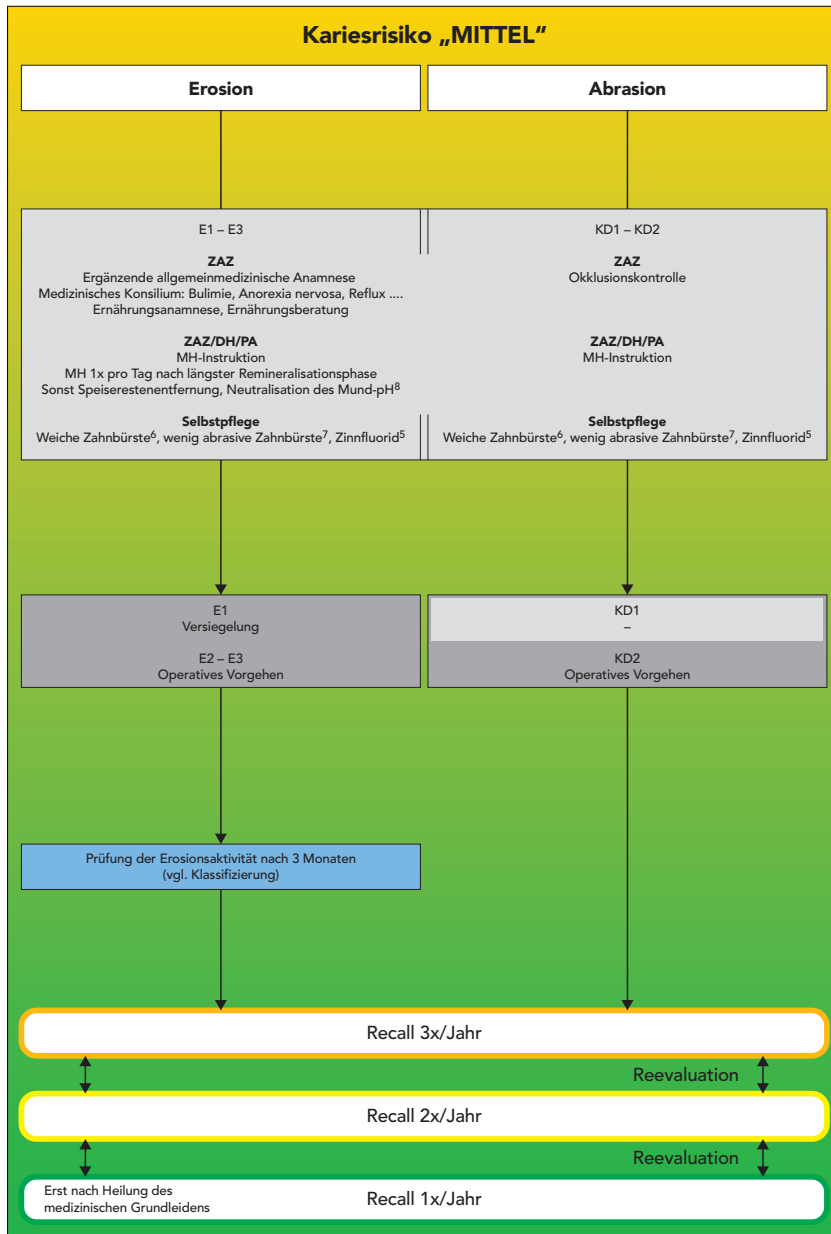 Kariesrisiko „MITTEL“
Erosion
Abrasion
E1 – E3
ZAZ
Ergänzende allgemeinmedizinische Anamnese
Medizinisches Konsilium: Bulimie, Anorexia nervosa, Reflux ....
Ernährungsanamnese, Ernährungsberatung
ZAZ/DH/PA
MH-Instruktion
MH 1x pro Tag nach längster Remineralisationsphase
Sonst Speiserestenentfernung, Neutralisation des Mund-pH⁸
Selbstpflege
Weiche Zahnbürste⁶, wenig abrasive Zahnbürste⁷, Zinnfluorid⁵
KD1 – KD2
ZAZ
Okklusionskontrolle
ZAZ/DH/PA
MH-Instruktion
Selbstpflege
Weiche Zahnbürste⁶, wenig abrasive Zahnbürste⁷, Zinnfluorid⁵
E1
Versiegelung
E2 – E3
Operatives Vorgehen
KD1
–
KD2
Operatives Vorgehen
Prüfung der Erosionsaktivität nach 3 Monaten
(vgl. Klassifizierung)
Recall 3x/Jahr
Reevaluation
Recall 2x/Jahr
Reevaluation
Erst nach Heilung des
medizinischen Grundleidens
Recall 1x/Jahr